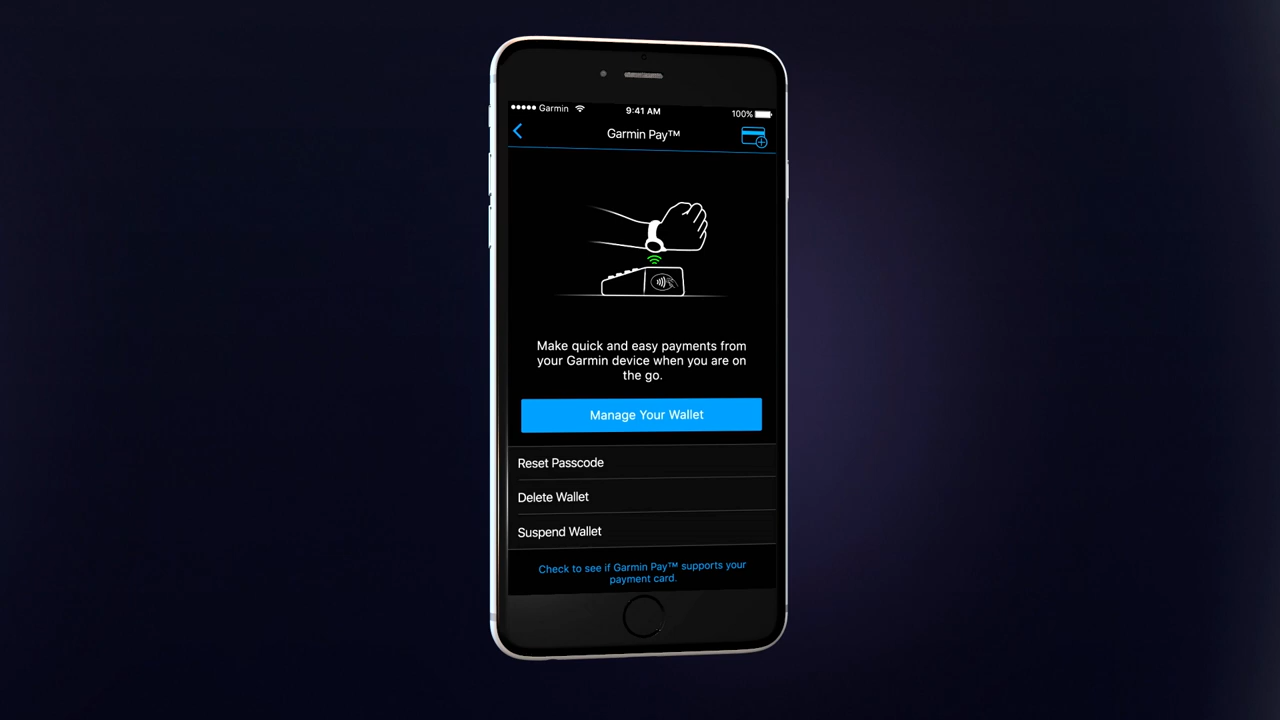 Garmin
9:41 AM
100%
Garmin Pay™
Make quick and easy payments from
your Garmin device when you are on
the go.
Manage Your Wallet
Reset Passcode
Delete Wallet
Suspend Wallet
Check to see if Garmin Pay™ supports your
payment card.